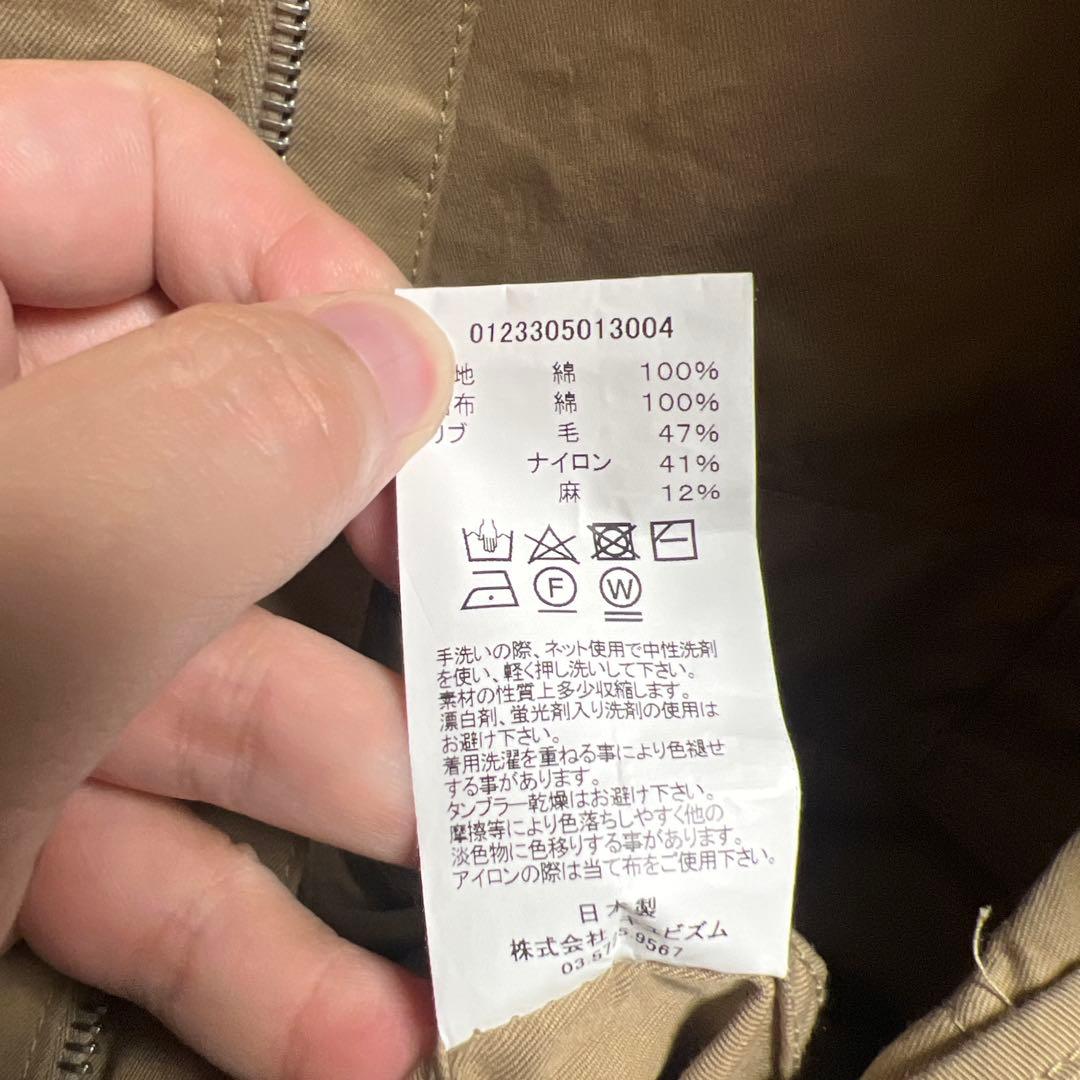 0123305013004
地 綿 100%
布 綿 100%
リブ 毛 47%
ナイロン 41%
麻 12%
F W
手洗いの際、ネット使用で中性洗剤
を使い、軽く押し洗いして下さい。
素材の性質上多少収縮します。
漂白剤、蛍光剤入り洗剤の使用は
お避け下さい。
着用洗濯を重ねる事により色褪せ
する事があります。
タンブラー乾燥はお避け下さい。
摩擦等により色落ちしやすく他の
淡色物に色移りする事があります。
アイロンの際は当て布をご使用下さい。
日本製
株式会社 ビズム
03 9567